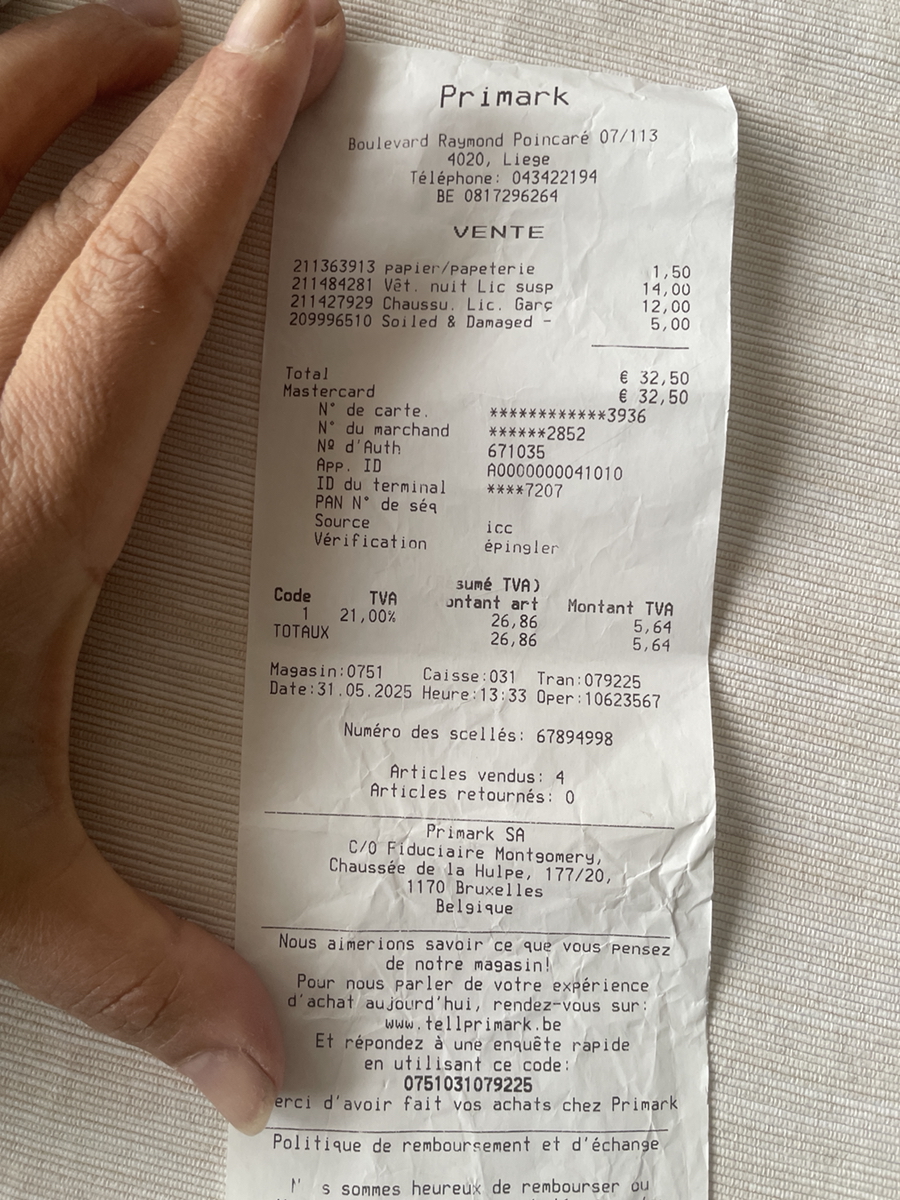 Primark
Boulevard Raymond Poincaré 07/113
4020, Liege
Téléphone: 043422194
BE 0817296264
VENTE
211363913 papier/papeterie 1,50
211484281 Vêt. nuit Lic susp 14,00
211427929 Chaussu. Lic. Garç 12,00
209996510 Soiled & Damaged - 5,00
Total € 32,50
Mastercard € 32,50
N° de carte. ************3936
N° du marchand ******2852
Nº d'Auth 671035
App. ID A0000000041010
ID du terminal ****7207
PAN N° de séq
Source icc
Vérification épingler
sumé TVA)
Code TVA ontant art Montant TVA
1 21,00% 26,86 5,64
TOTAUX 26,86 5,64
Magasin:0751 Caisse:031 Tran:079225
Date:31.05.2025 Heure:13:33 Oper:10623567
Numéro des scellés: 67894998
Articles vendus: 4
Articles retournés: 0
Primark SA
C/O Fiduciaire Montgomery,
Chaussée de la Hulpe, 177/20,
1170 Bruxelles
Belgique
Nous aimerions savoir ce que vous pensez
de notre magasin!
Pour nous parler de votre expérience
d'achat aujourd'hui, rendez-vous sur:
www.tellprimark.be
Et répondez à une enquête rapide
en utilisant ce code:
0751031079225
erci d'avoir fait vos achats chez Primark
Politique de remboursement et d'échange
s sommes heureux de rembourser ou